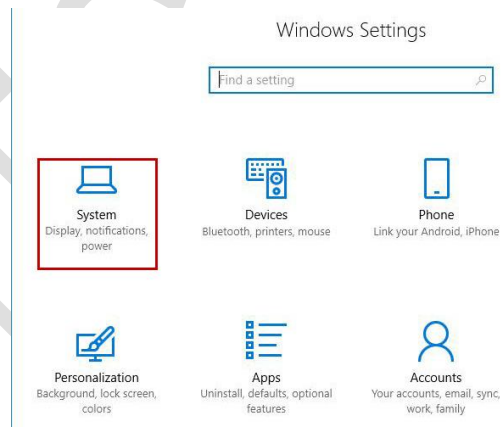 Windows Settings
Find a setting
System
Display, notifications,
power
Devices
Bluetooth, printers, mouse
Phone
Link your Android, iPhone
Personalization
Background, lock screen,
colors
Apps
Uninstall, defaults, optional
features
Accounts
Your accounts, email, sync,
work, family